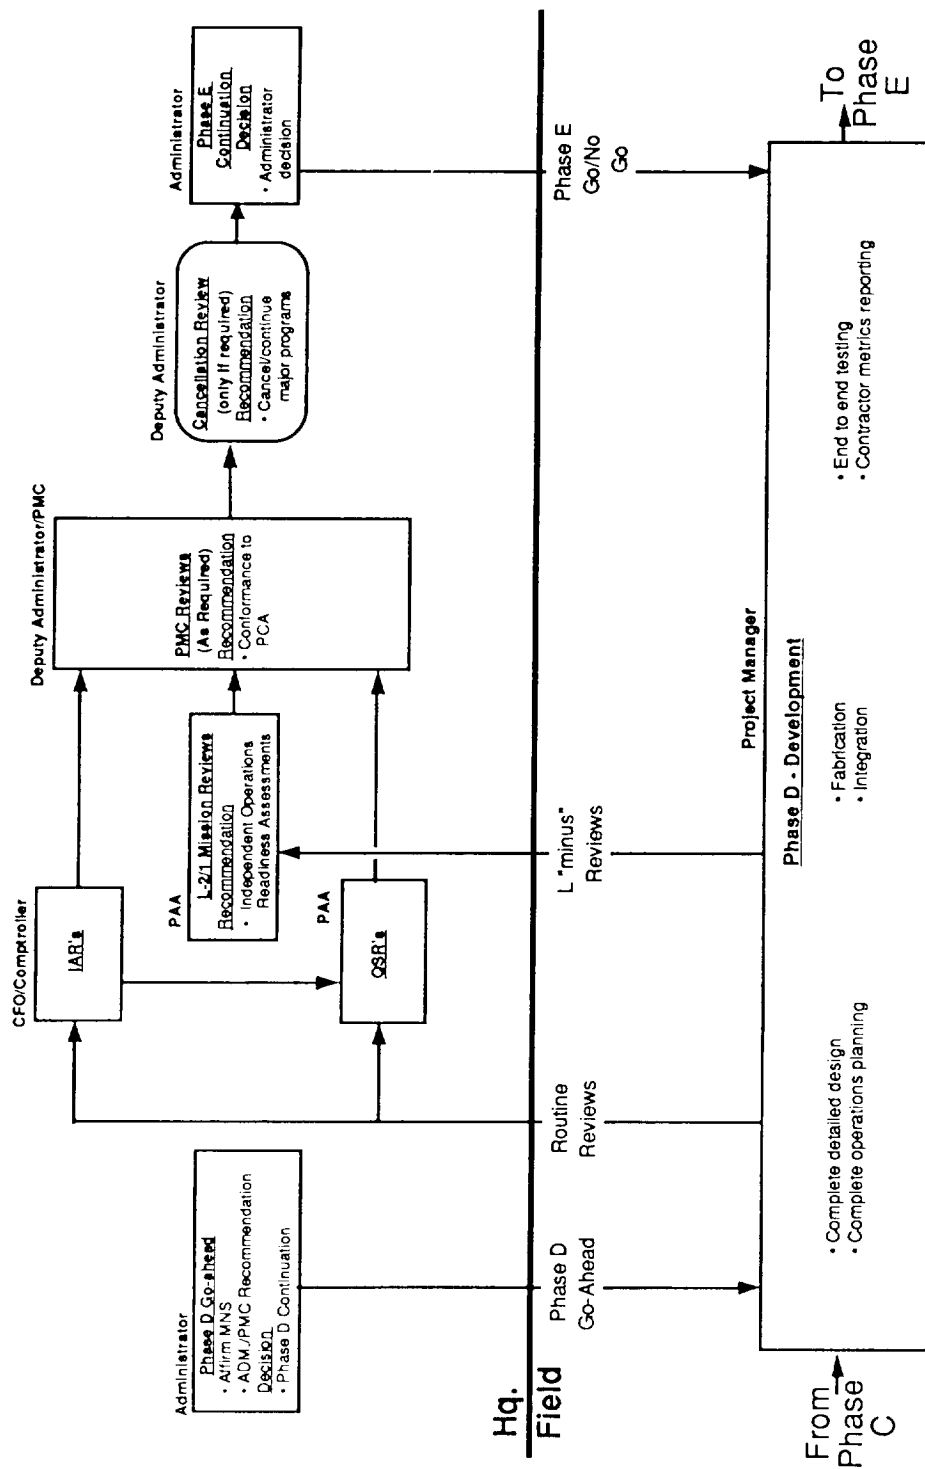 Administrator
Phase D Go-ahead
• Affirm MNS
• ADM./PMC Recommendation
Decision
• Phase D Continuation
CFO/Comptroller
IAR's
PAA
L-2/1 Mission Reviews
Recommendation
• Independent Operations
Readiness Assessments
PAA
QSR's
Deputy Administrator/PMC
PMC Reviews
(As Required)
Recommendation
• Conformance to
PCA
Deputy Administrator
Cancellation Review
(only if required)
Recommendation
• Cancel/continue
major programs
Administrator
Phase E
Continuation
Decision
• Administrator
decision
Hq.
Field
Phase D
Go-Ahead
Routine
Reviews
L "minus"
Reviews
Phase E
Go/No
Go
Project Manager
Phase D - Development
From
Phase
C
• Complete detailed design
• Complete operations planning
• Fabrication
• Integration
• End to end testing
• Contractor metrics reporting
To
Phase
E